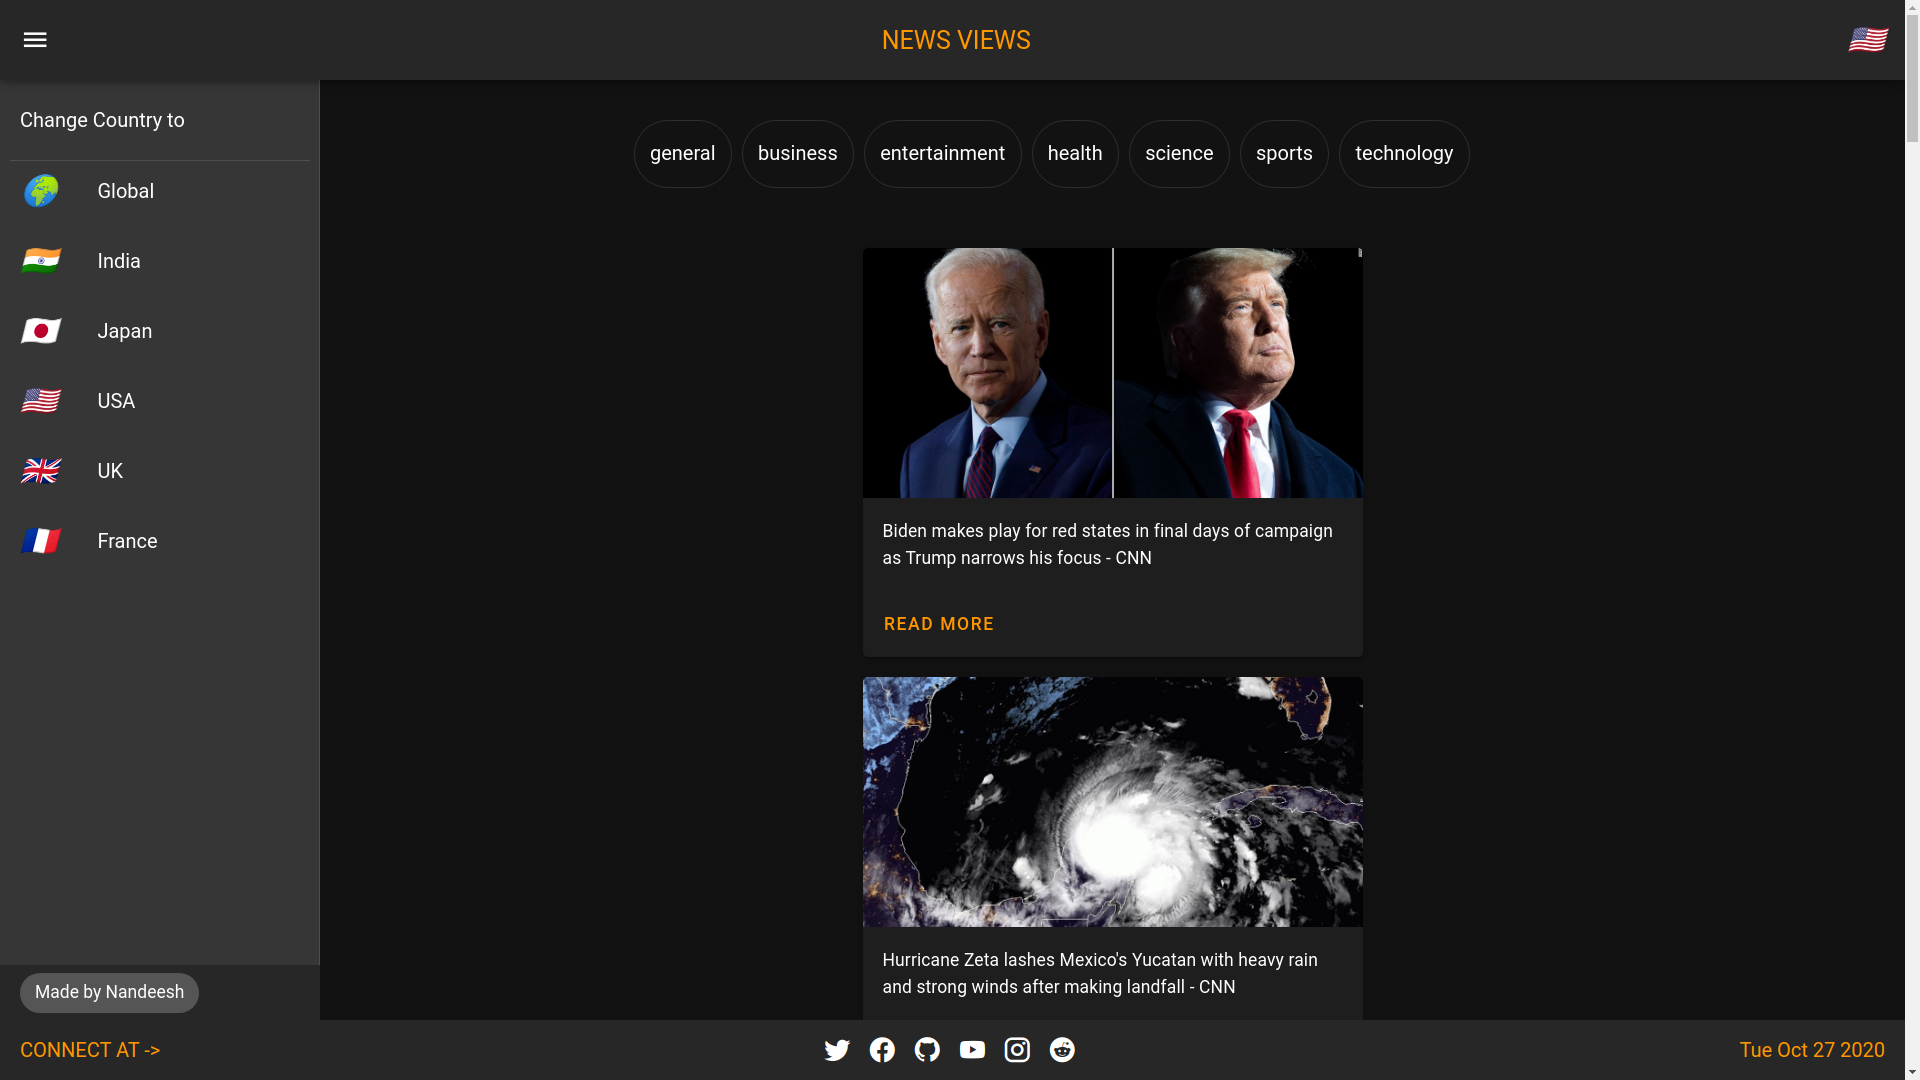 NEWS VIEWS
Change Country to
Global
India
Japan
USA
UK
France
Made by Nandeesh
general business entertainment health science sports technology
Biden makes play for red states in final days of campaign
as Trump narrows his focus - CNN
READ MORE
Hurricane Zeta lashes Mexico's Yucatan with heavy rain
and strong winds after making landfall - CNN
CONNECT AT ->
Tue Oct 27 2020